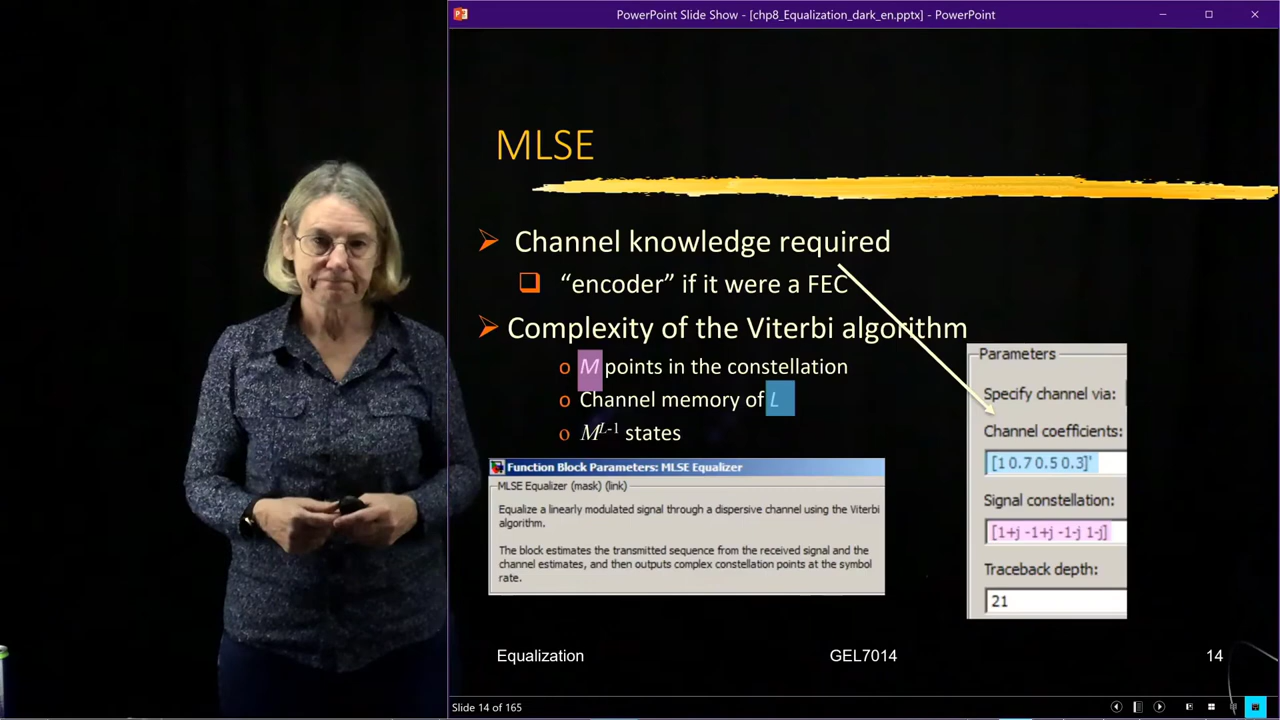 PowerPoint Slide Show - [chp8_Equalization_dark_en.pptx] - PowerPoint
MLSE
Channel knowledge required
“encoder” if it were a FEC
Complexity of the Viterbi algorithm
M points in the constellation
Channel memory of L
M^L-1 states
Function Block Parameters: MLSE Equalizer
MLSE Equalizer (mask) (link)
Equalize a linearly modulated signal through a dispersive channel using the Viterbi
algorithm.
The block estimates the transmitted sequence from the received signal and the
channel estimates, and then outputs complex constellation points at the symbol
rate.
Parameters
Specify channel via:
Channel coefficients:
[1 0.7 0.5 0.3]'
Signal constellation:
[1+j -1+j -1-j 1-j]
Traceback depth:
21
Equalization
GEL7014
14
Slide 14 of 165